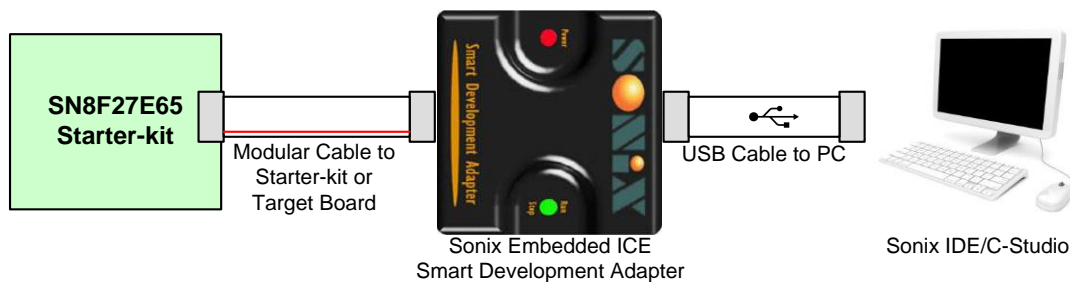 SN8F27E65
Starter-kit
Modular Cable to
Starter-kit or
Target Board
Power
SONiX
Smart Development Adapter
Run
Stop
Sonix Embedded ICE
Smart Development Adapter
USB Cable to PC
Sonix IDE/C-Studio